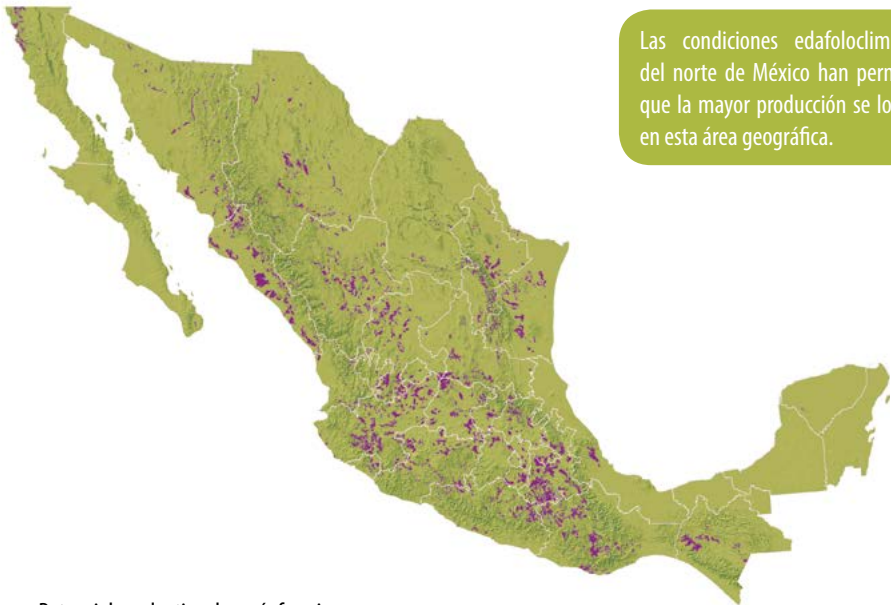 Las condiciones edafoloclim
del norte de México han perm
que la mayor producción se lo
en esta área geográfica.